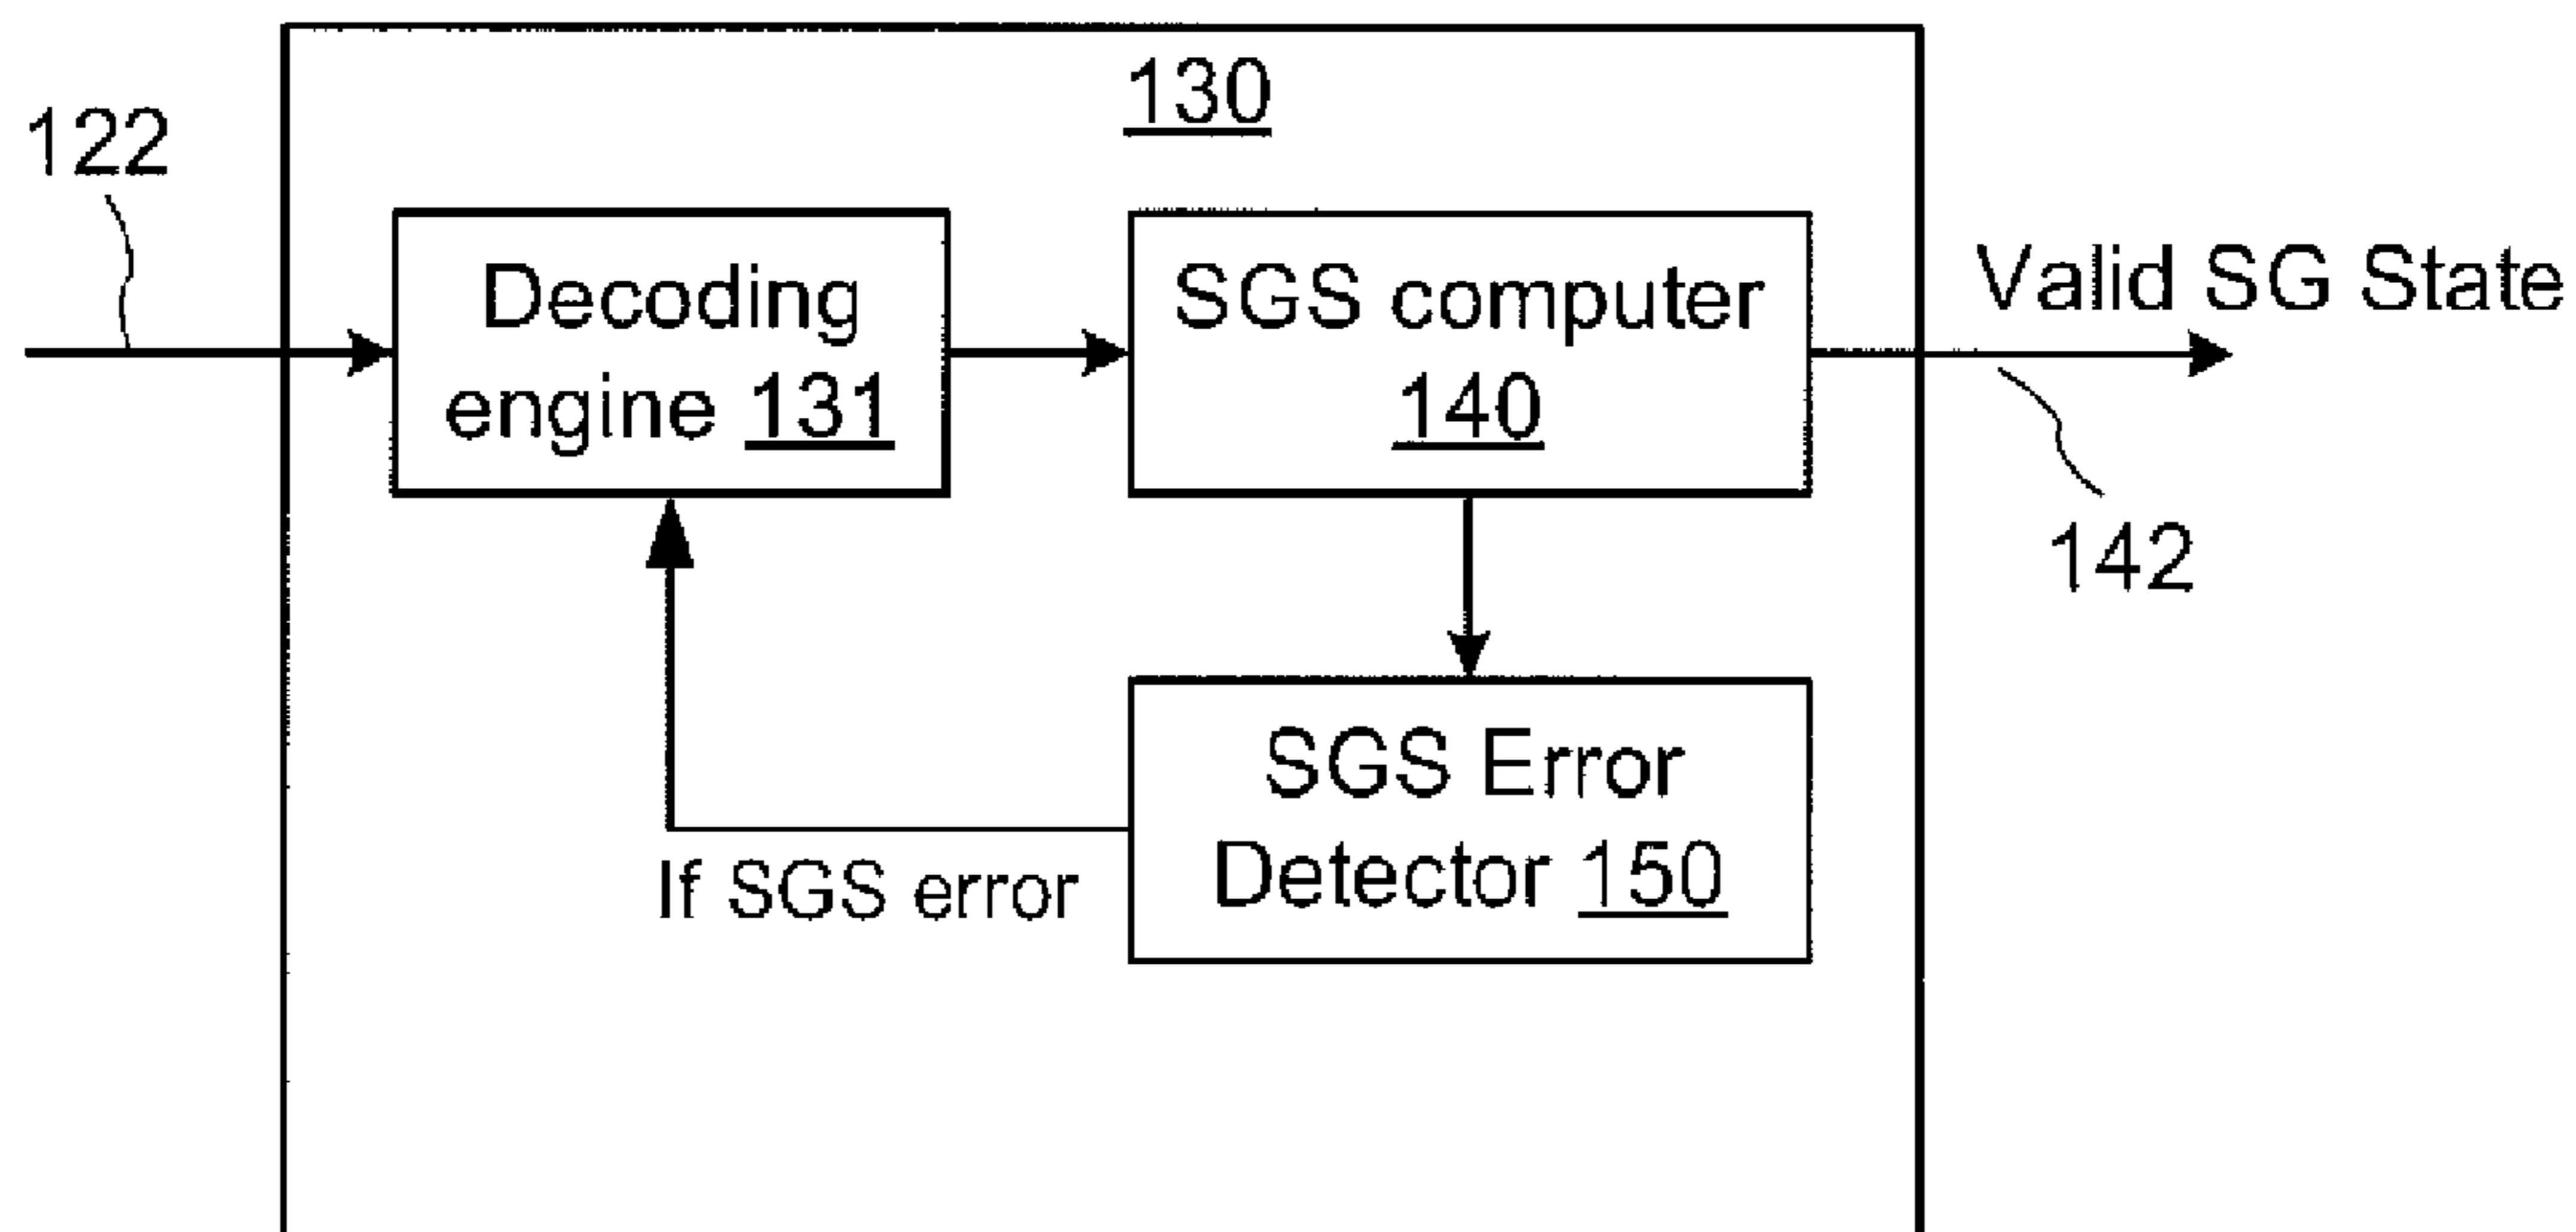 130
122
Decoding
engine 131
SGS computer
140
Valid SG State
142
SGS Error
Detector 150
If SGS error